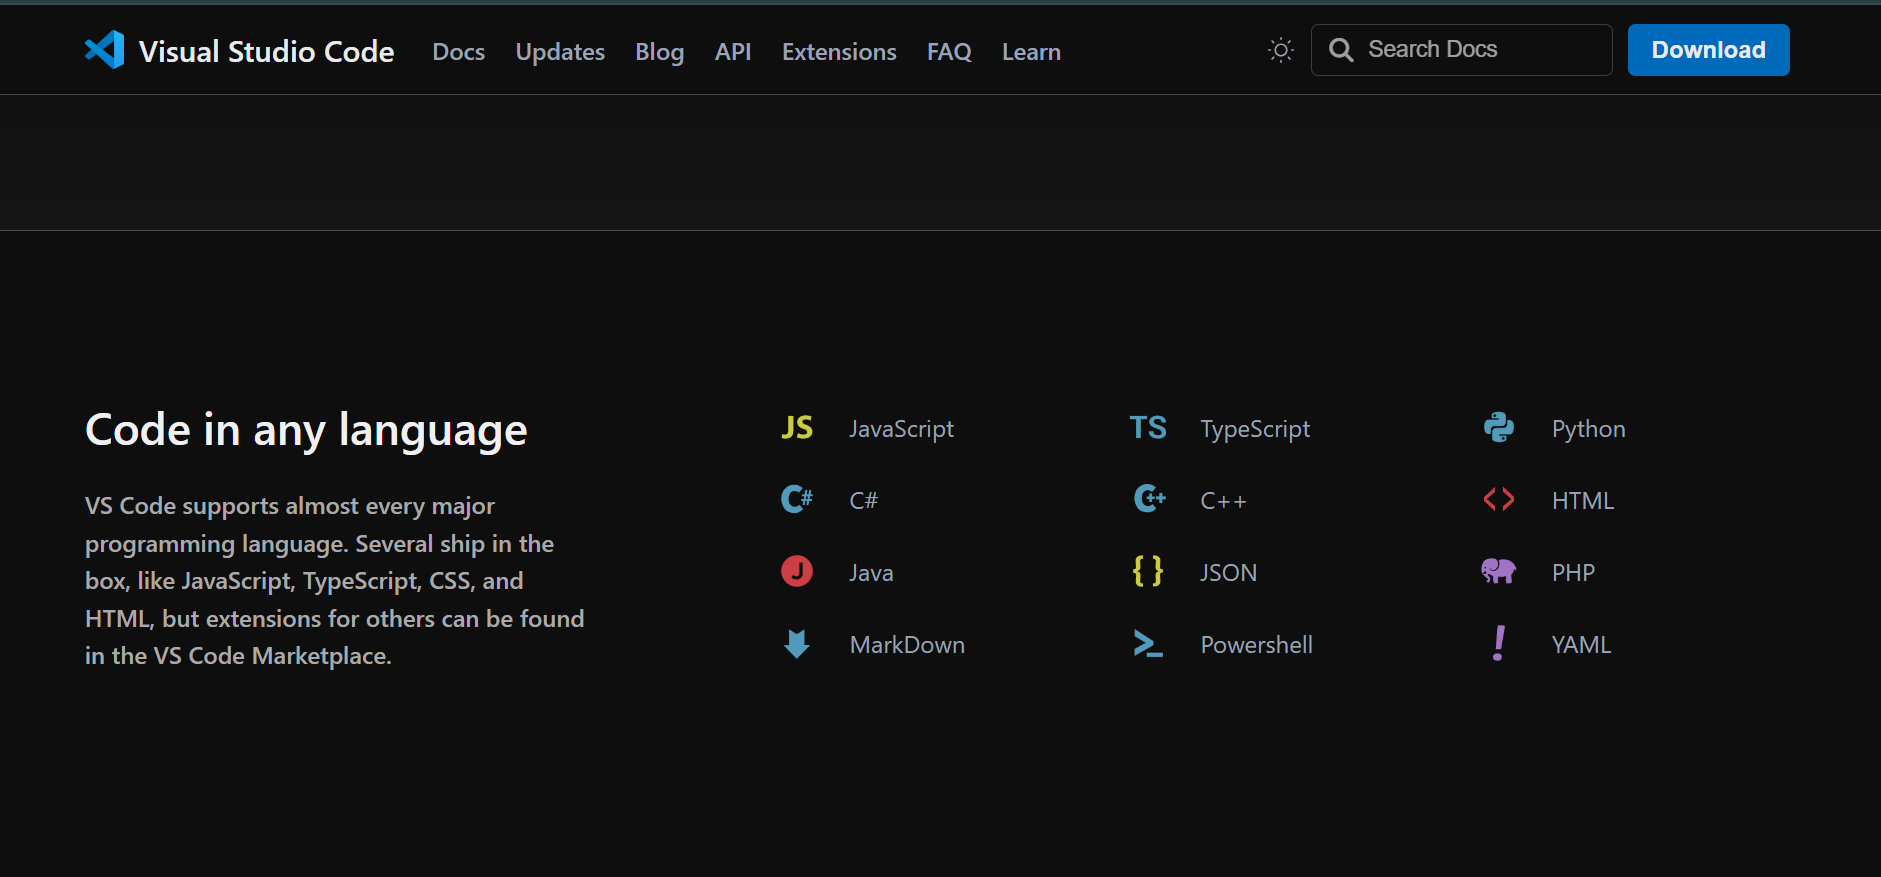 Visual Studio Code Docs Updates Blog API Extensions FAQ Learn Search Docs Download
Code in any language
VS Code supports almost every major
programming language. Several ship in the
box, like JavaScript, TypeScript, CSS, and
HTML, but extensions for others can be found
in the VS Code Marketplace.
JS JavaScript TS TypeScript Python
C# C# C++ C++ HTML
J Java { } JSON PHP
MarkDown Powershell YAML